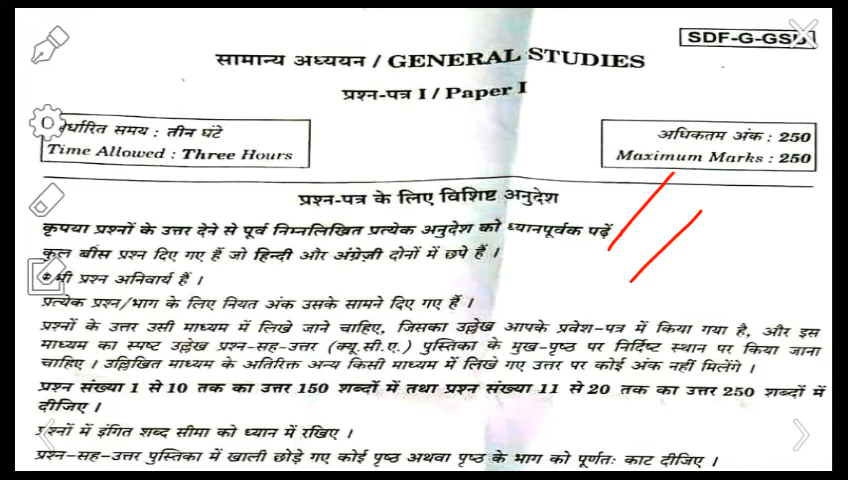 SDF-G-GSI
सामान्य अध्ययन / GENERAL STUDIES
प्रश्न-पत्र I / Paper I
निर्धारित समय : तीन घंटे
Time Allowed : Three Hours
अधिकतम अंक : 250
Maximum Marks : 250
प्रश्न-पत्र के लिए विशिष्ट अनुदेश
कृपया प्रश्नों के उत्तर देने से पूर्व निम्नलिखित प्रत्येक अनुदेश को ध्यानपूर्वक पढ़ें
कुल बीस प्रश्न दिए गए हैं जो हिन्दी और अंग्रेज़ी दोनों में छपे हैं ।
सभी प्रश्न अनिवार्य हैं ।
प्रत्येक प्रश्न/भाग के लिए नियत अंक उसके सामने दिए गए हैं ।
प्रश्नों के उत्तर उसी माध्यम में लिखे जाने चाहिए, जिसका उल्लेख आपके प्रवेश-पत्र में किया गया है, और इस
माध्यम का स्पष्ट उल्लेख प्रश्न-सह-उत्तर (क्यू.सी.ए.) पुस्तिका के मुख-पृष्ठ पर निर्दिष्ट स्थान पर किया जाना
चाहिए । उल्लिखित माध्यम के अतिरिक्त अन्य किसी माध्यम में लिखे गए उत्तर पर कोई अंक नहीं मिलेंगे ।
प्रश्न संख्या 1 से 10 तक का उत्तर 150 शब्दों में तथा प्रश्न संख्या 11 से 20 तक का उत्तर 250 शब्दों में
दीजिए ।
प्रश्नों में इंगित शब्द सीमा को ध्यान में रखिए ।
प्रश्न-सह-उत्तर पुस्तिका में खाली छोड़े गए कोई पृष्ठ अथवा पृष्ठ के भाग को पूर्णतः काट दीजिए ।